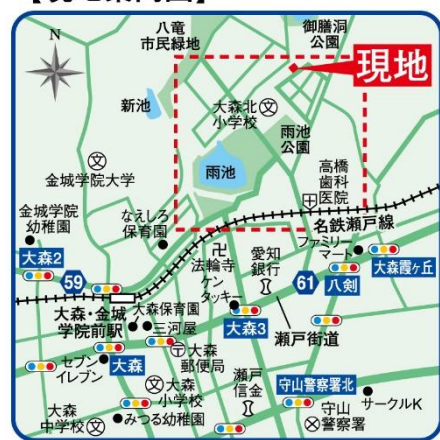 N
八竜
市民緑地
御膳洞
公園
現地
新池
大森北
小学校
文
雨池
公園
雨池
文
金城学院大学
高橋
歯科
医院
金城学院
幼稚園
なえしろ
保育園
名鉄瀬戸線
卍
法輪寺
愛知
銀行
ファミリー
マート
大森2
59
ケン
タッキー
61
八剣
大森霞ヶ丘
大森・金城
学院前駅
大森保育園
三河屋
大森3
瀬戸街道
セブン
イレブン
大森
大森
郵便局
文
大森
小学校
瀬戸
信金
守山警察署北
サークルK
大森
中学校
文
みつる幼稚園
守山
警察署